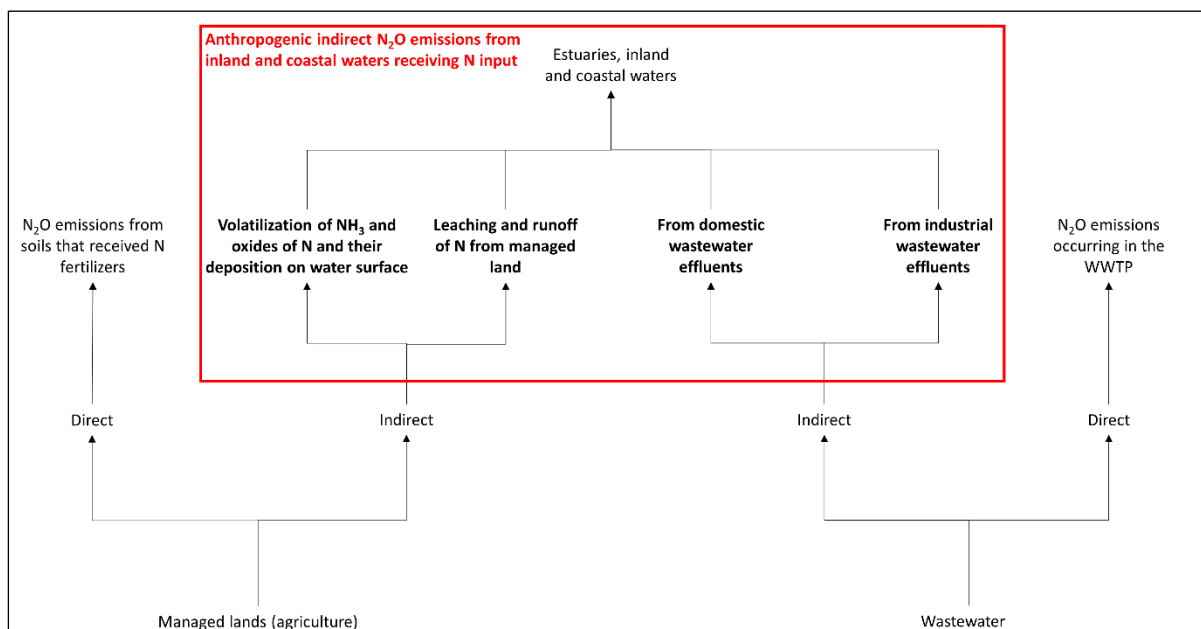 Anthropogenic indirect N₂O emissions from
inland and coastal waters receiving N input
Estuaries, inland
and coastal waters
N₂O emissions from
soils that received N
fertilizers
Volatilization of NH₃ and
oxides of N and their
deposition on water surface
Leaching and runoff
of N from managed
land
From domestic
wastewater
effluents
From industrial
wastewater
effluents
N₂O emissions
occurring in the
WWTP
Direct
Indirect
Indirect
Direct
Managed lands (agriculture)
Wastewater